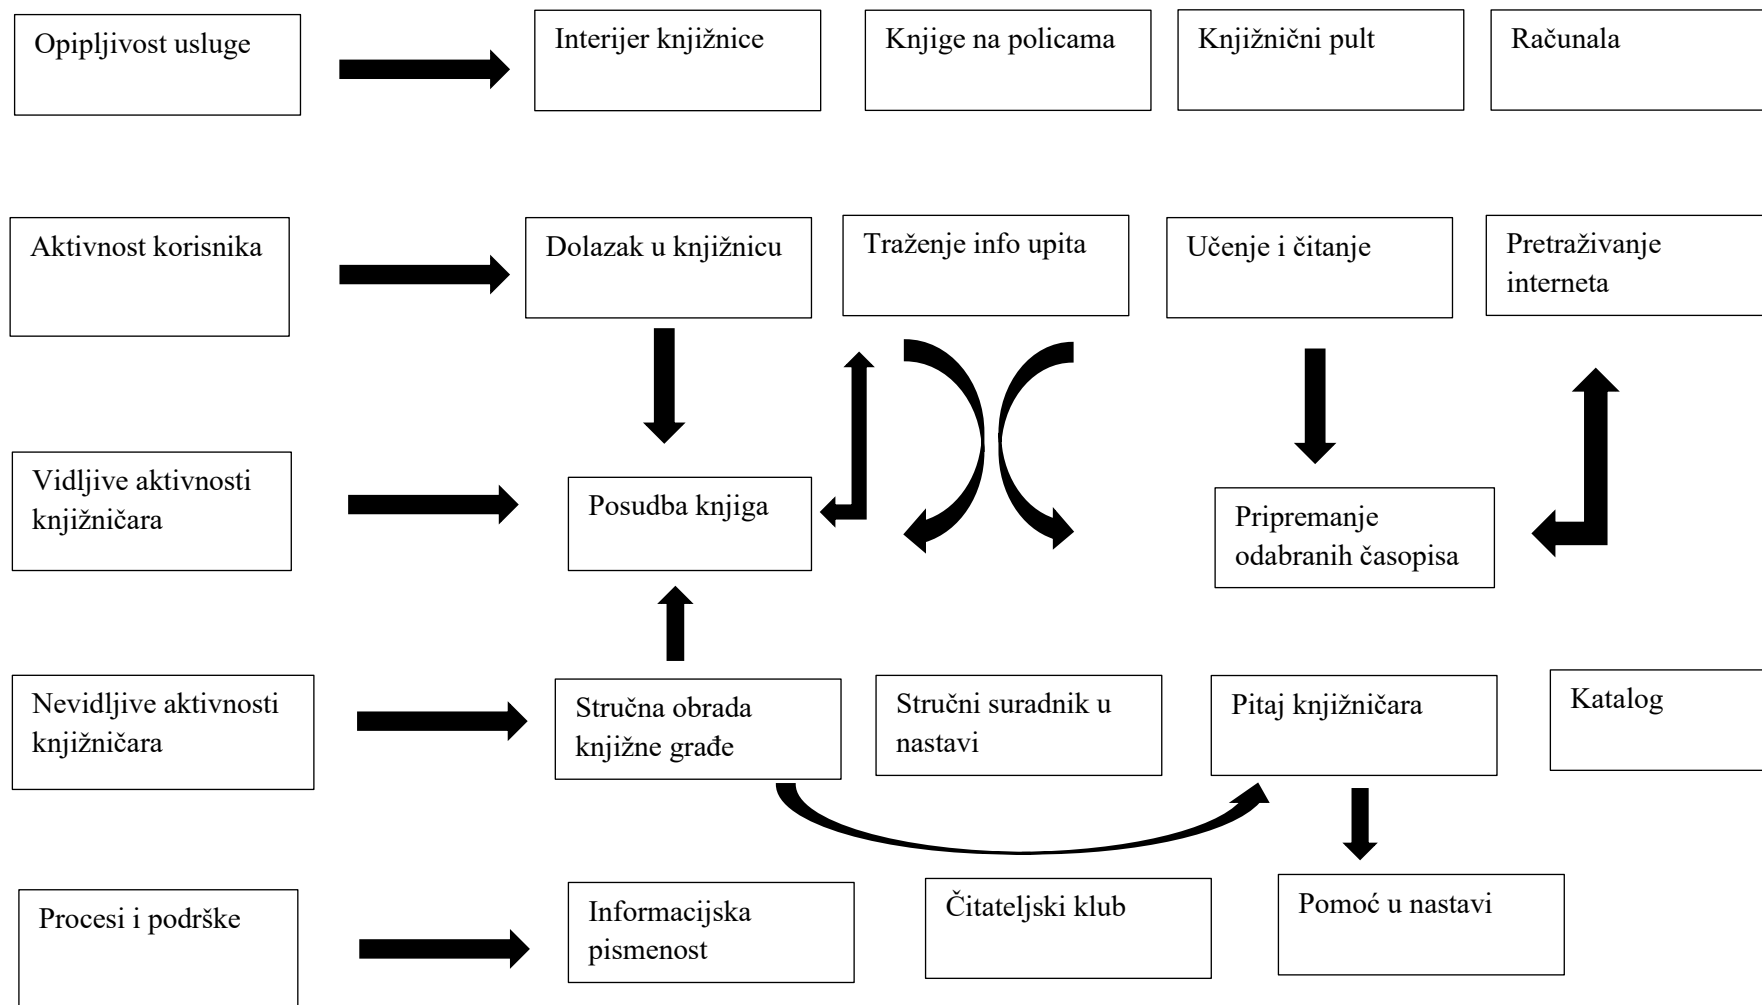 Opipljivost usluge
Interijer knjižnice
Knjige na policama
Knjižnični pult
Računala
Aktivnost korisnika
Dolazak u knjižnicu
Traženje info upita
Učenje i čitanje
Pretraživanje
interneta
Vidljive aktivnosti
knjižničara
Posudba knjiga
Pripremanje
odabranih časopisa
Nevidljive aktivnosti
knjižničara
Stručna obrada
knjižne građe
Stručni suradnik u
nastavi
Pitaj knjižničara
Katalog
Procesi i podrške
Informacijska
pismenost
Čitateljski klub
Pomoć u nastavi